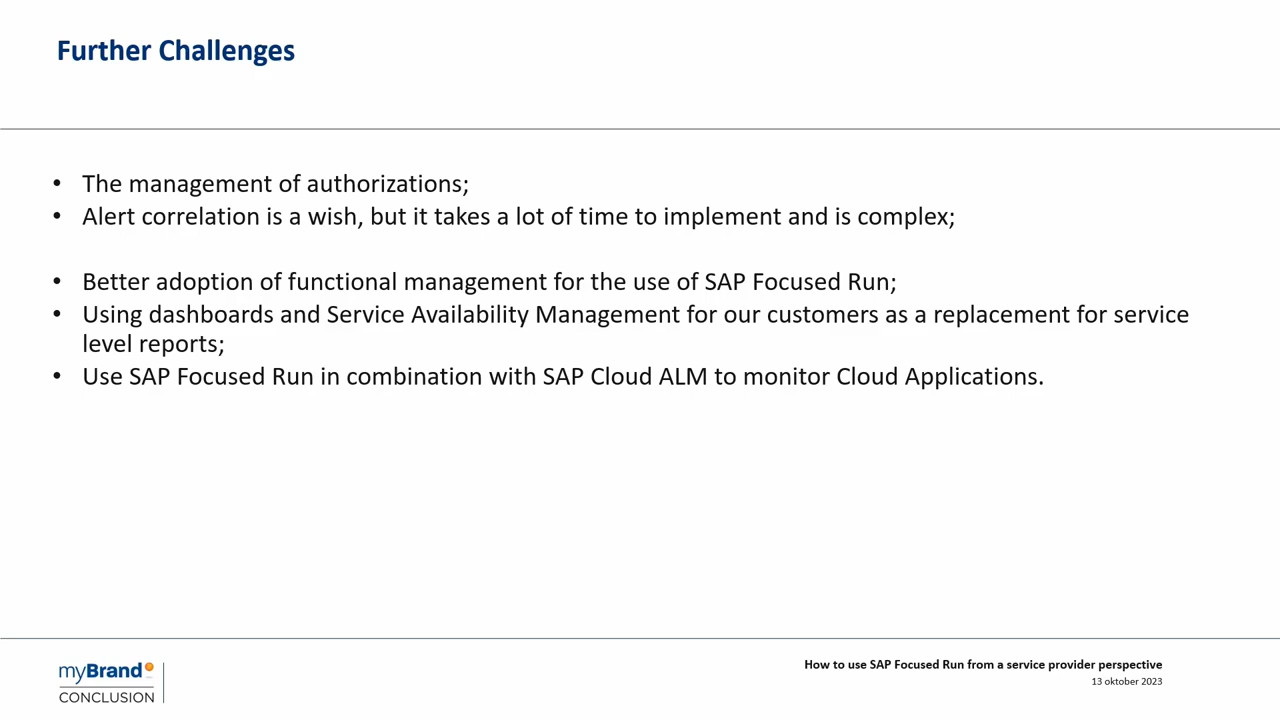 Further Challenges
• The management of authorizations;
• Alert correlation is a wish, but it takes a lot of time to implement and is complex;
• Better adoption of functional management for the use of SAP Focused Run;
• Using dashboards and Service Availability Management for our customers as a replacement for service
level reports;
• Use SAP Focused Run in combination with SAP Cloud ALM to monitor Cloud Applications.
myBrand
CONCLUSION
How to use SAP Focused Run from a service provider perspective
13 oktober 2023